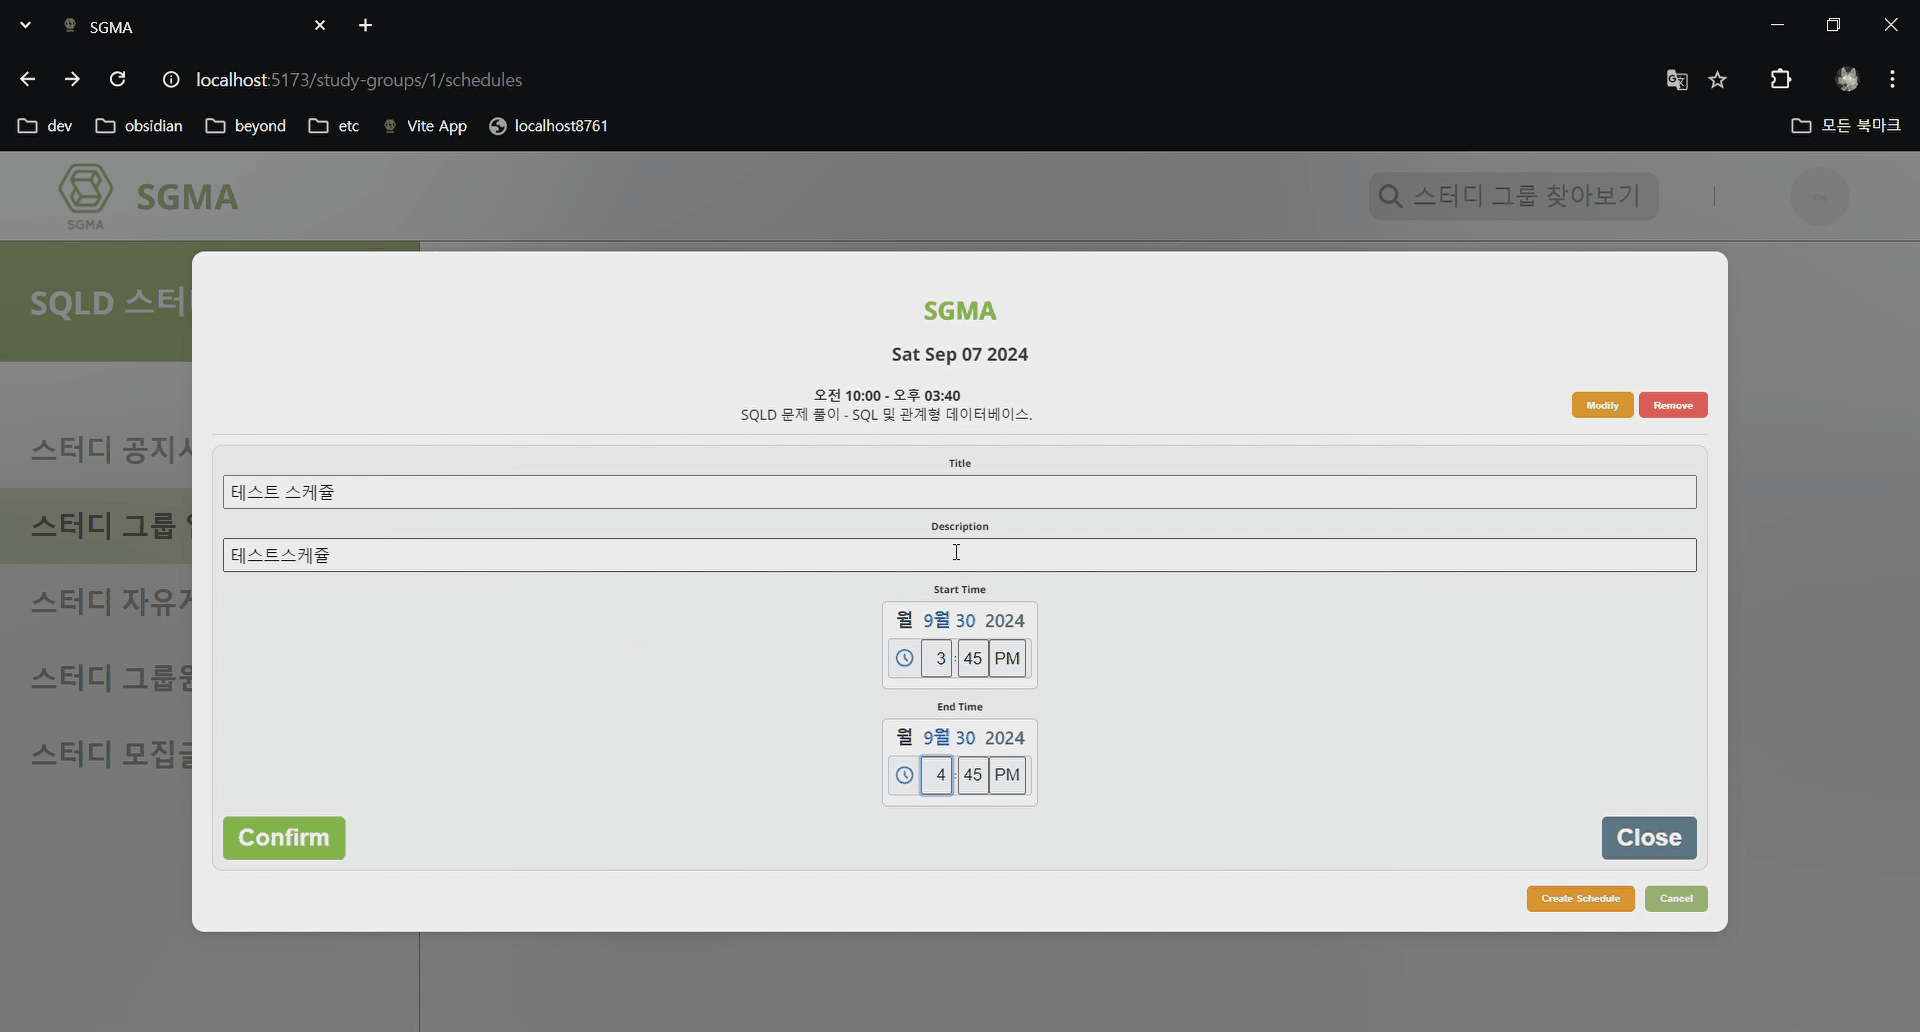 SGMA
localhost:5173/study-groups/1/schedules
dev
obsidian
beyond
etc
Vite App
localhost8761
모든 북마크
SGMA
SGMA
스터디 그룹 찾아보기
SQLD 스터디
스터디 공지사
스터디 그룹
스터디 자유게
스터디 그룹원
스터디 모집글
SGMA
Sat Sep 07 2024
오전 10:00 - 오후 03:40
SQLD 문제 풀이 - SQL 및 관계형 데이터베이스.
Modify
Remove
Title
테스트 스케쥴
Description
테스트스케쥴
Start Time
월 9월 30 2024
3 : 45 PM
End Time
월 9월 30 2024
4 : 45 PM
Confirm
Close
Create Schedule
Cancel